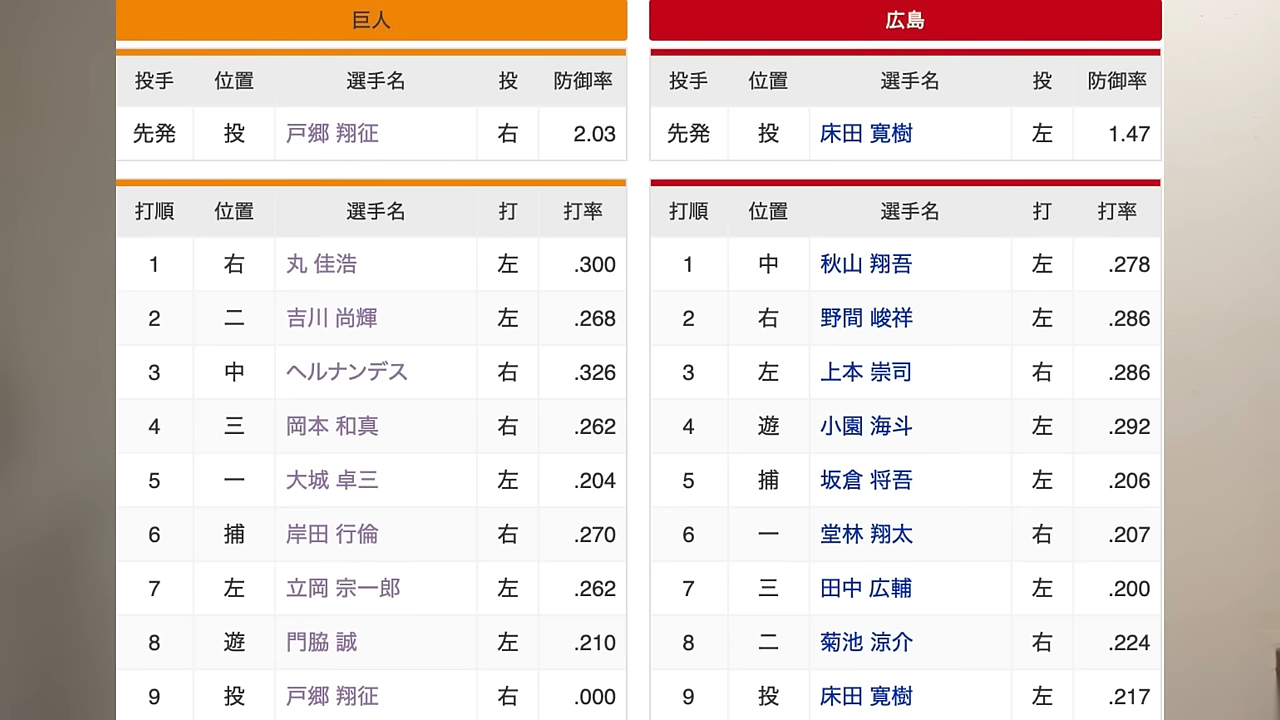 巨人
投手 位置 選手名 投 防御率
先発 投 戸郷 翔征 右 2.03
打順 位置 選手名 打 打率
1 右 丸 佳浩 左 .300
2 二 吉川 尚輝 左 .268
3 中 ヘルナンデス 右 .326
4 三 岡本 和真 右 .262
5 一 大城 卓三 左 .204
6 捕 岸田 行倫 右 .270
7 左 立岡 宗一郎 左 .262
8 遊 門脇 誠 左 .210
9 投 戸郷 翔征 右 .000
広島
投手 位置 選手名 投 防御率
先発 投 床田 寛樹 左 1.47
打順 位置 選手名 打 打率
1 中 秋山 翔吾 左 .278
2 右 野間 峻祥 左 .286
3 左 上本 崇司 右 .286
4 遊 小園 海斗 左 .292
5 捕 坂倉 将吾 左 .206
6 一 堂林 翔太 右 .207
7 三 田中 広輔 左 .200
8 二 菊池 涼介 右 .224
9 投 床田 寛樹 左 .217